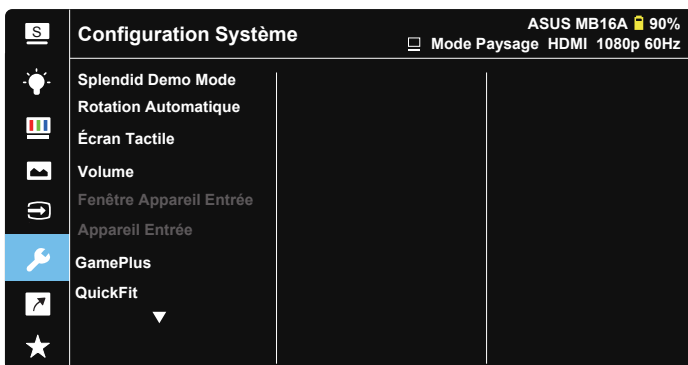 S
Configuration Système
ASUS MB16A 90%
Mode Paysage HDMI 1080p 60Hz
Splendid Demo Mode
Rotation Automatique
Écran Tactile
Volume
Fenêtre Appareil Entrée
Appareil Entrée
GamePlus
QuickFit